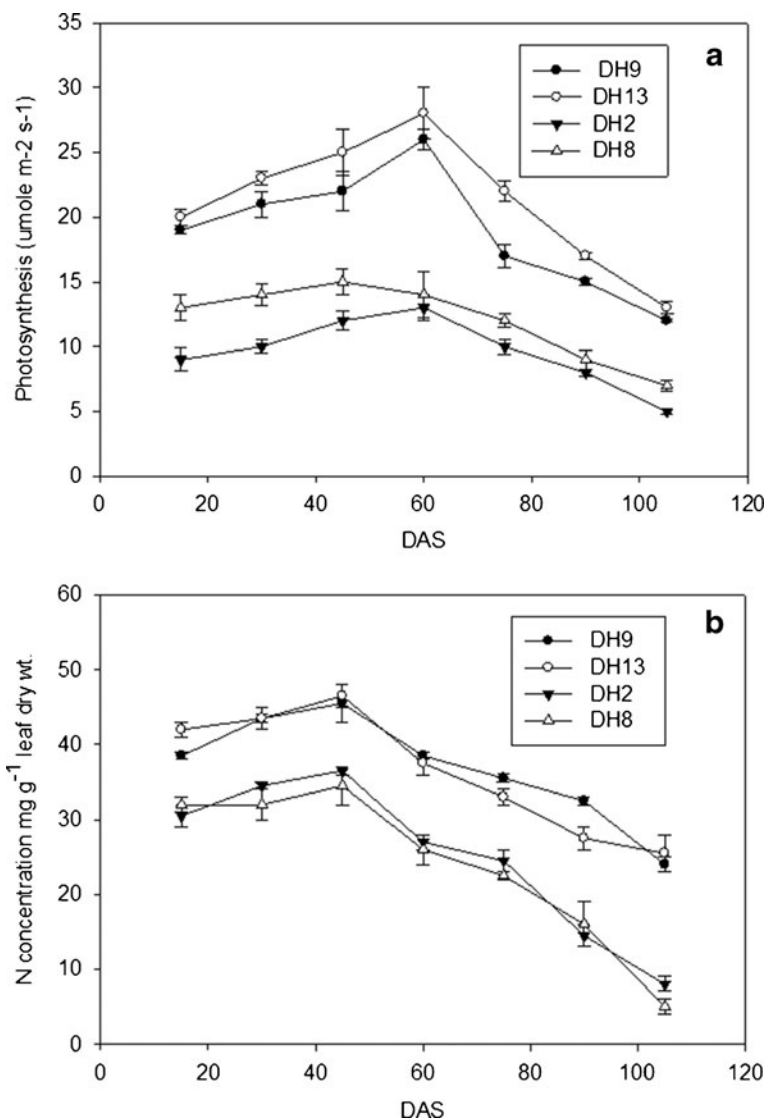 35
30
25
20
15
10
5
0
Photosynthesis (umole m-2 s-1)
a
DH9
DH13
DH2
DH8
0 20 40 60 80 100 120
DAS
60
50
40
30
20
10
0
N concentration mg g⁻¹ leaf dry wt.
b
DH9
DH13
DH2
DH8
0 20 40 60 80 100 120
DAS